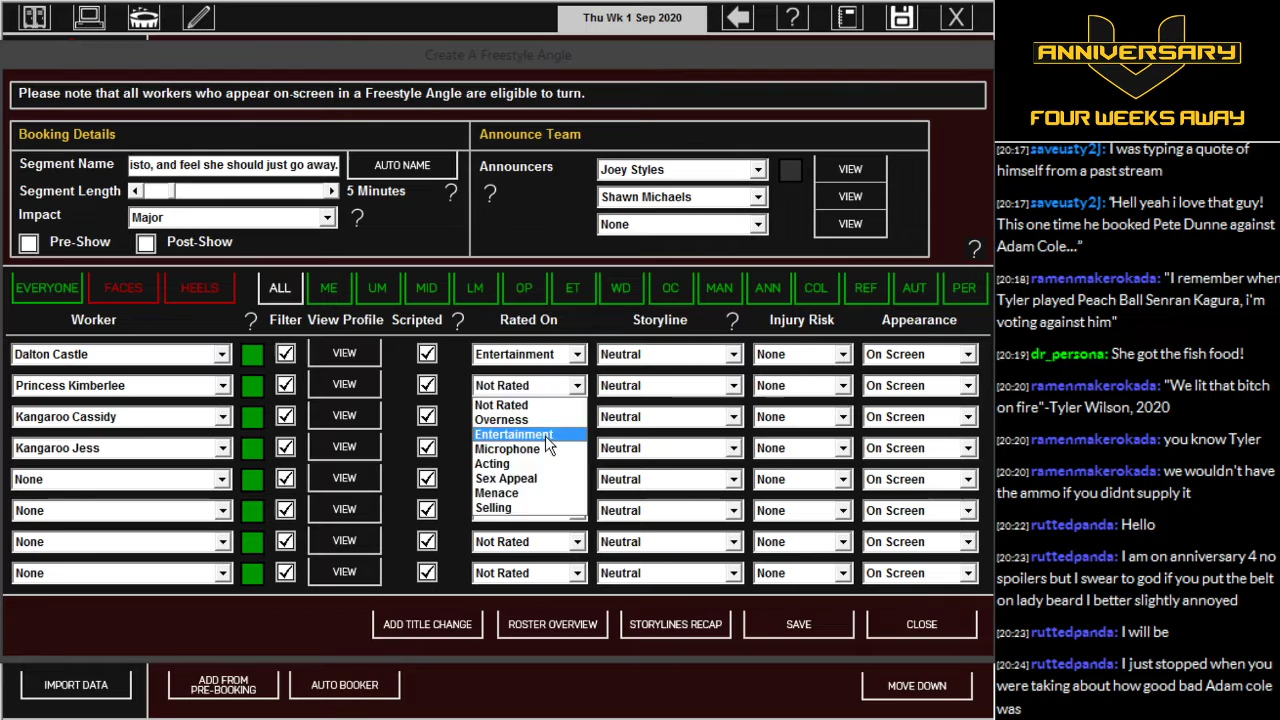 Thu Wk 1 Sep 2020
?
X
Create A Freestyle Angle
Please note that all workers who appear on-screen in a Freestyle Angle are eligible to turn.
Booking Details
Segment Name
isto, and feel she should just go away.
AUTO NAME
Segment Length
5 Minutes
?
Impact
Major
?
Pre-Show
Post-Show
Announce Team
Announcers
?
Joey Styles
VIEW
Shawn Michaels
VIEW
None
VIEW
?
EVERYONE FACES HEELS ALL ME UM MID LM OP ET WD OC MAN ANN COL REF AUT PER
Worker ? Filter View Profile Scripted ? Rated On Storyline ? Injury Risk Appearance
Dalton Castle VIEW Entertainment Neutral None On Screen
Princess Kimberlee VIEW Not Rated Neutral None On Screen
Kangaroo Cassidy VIEW Neutral None On Screen
Kangaroo Jess VIEW Neutral None On Screen
None VIEW Neutral None On Screen
None VIEW Neutral None On Screen
None VIEW Not Rated Neutral None On Screen
None VIEW Not Rated Neutral None On Screen
Not Rated
Overness
Entertainment
Microphone
Acting
Sex Appeal
Menace
Selling
ADD TITLE CHANGE
ROSTER OVERVIEW
STORYLINES RECAP
SAVE
CLOSE
IMPORT DATA
ADD FROM
PRE-BOOKING
AUTO BOOKER
MOVE DOWN
ANNIVERSARY
FOUR WEEKS AWAY
[20:17] saveusty2j: I was typing a quote of
himself from a past stream
[20:17] saveusty2j: "Hell yeah i love that guy!
This one time he booked Pete Dunne against
Adam Cole..."
[20:18] ramenmakerokada: "I remember when
Tyler played Peach Ball Senran Kagura, i'm
voting against him"
[20:19] dr_persona: She got the fish food!
[20:20] ramenmakerokada: "We lit that bitch
on fire"-Tyler Wilson, 2020
[20:20] ramenmakerokada: you know Tyler
[20:20] ramenmakerokada: we wouldn't have
the ammo if you didnt supply it
[20:22] ruttedpanda: Hello
[20:23] ruttedpanda: I am on anniversary 4 no
spoilers but I swear to god if you put the belt
on lady beard I better slightly annoyed
[20:23] ruttedpanda: I will be
[20:24] ruttedpanda: I just stopped when you
were taking about how good bad Adam cole
was